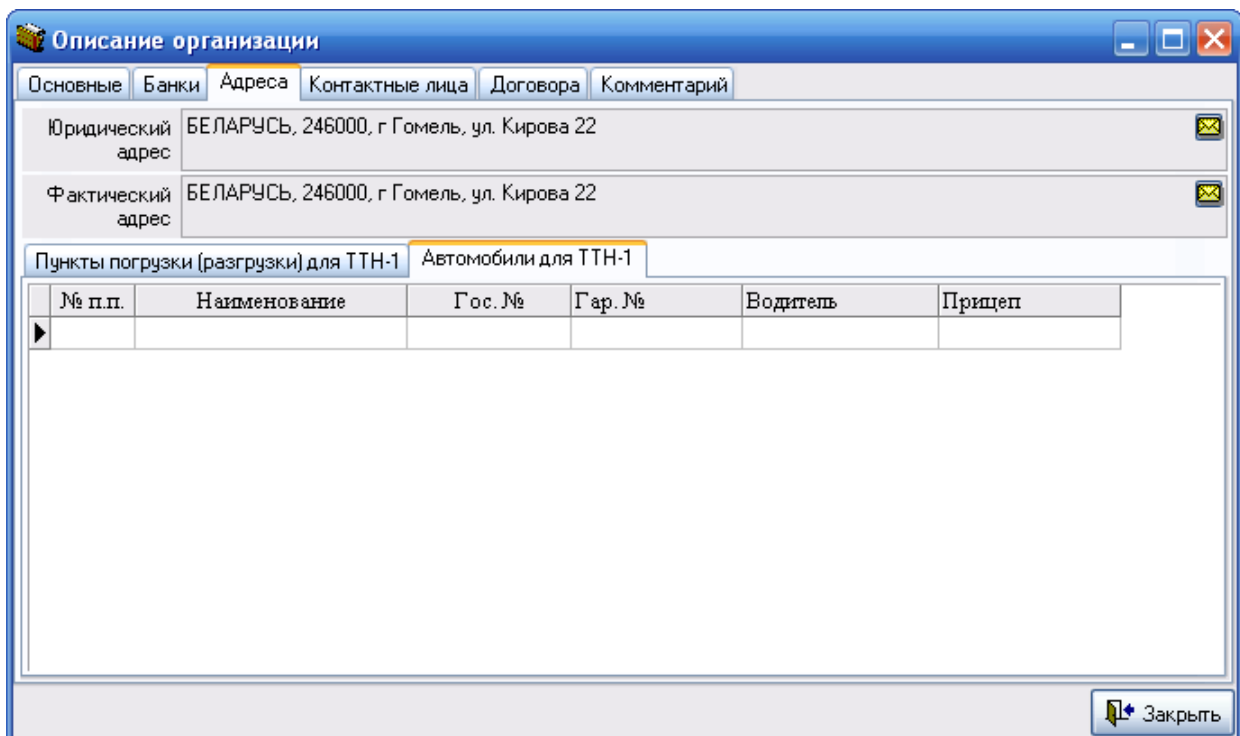 Описание организации
Основные Банки Адреса Контактные лица Договора Комментарий
Юридический адрес БЕЛАРУСЬ, 246000, г Гомель, ул. Кирова 22
Фактический адрес БЕЛАРУСЬ, 246000, г Гомель, ул. Кирова 22
Пункты погрузки (разгрузки) для ТТН-1 Автомобили для ТТН-1
№ п.п. Наименование Гос. № Гар. № Водитель Прицеп
Закрыть